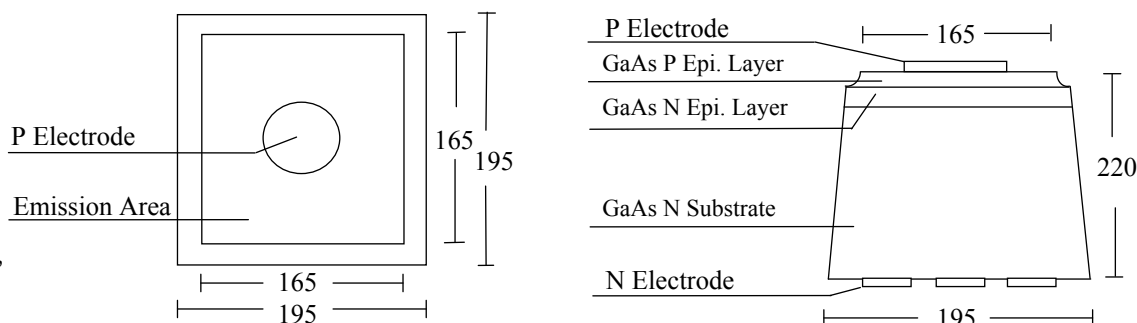 P Electrode
Emission Area
165
195
165
195
P Electrode
GaAs P Epi. Layer
GaAs N Epi. Layer
GaAs N Substrate
N Electrode
165
220
195